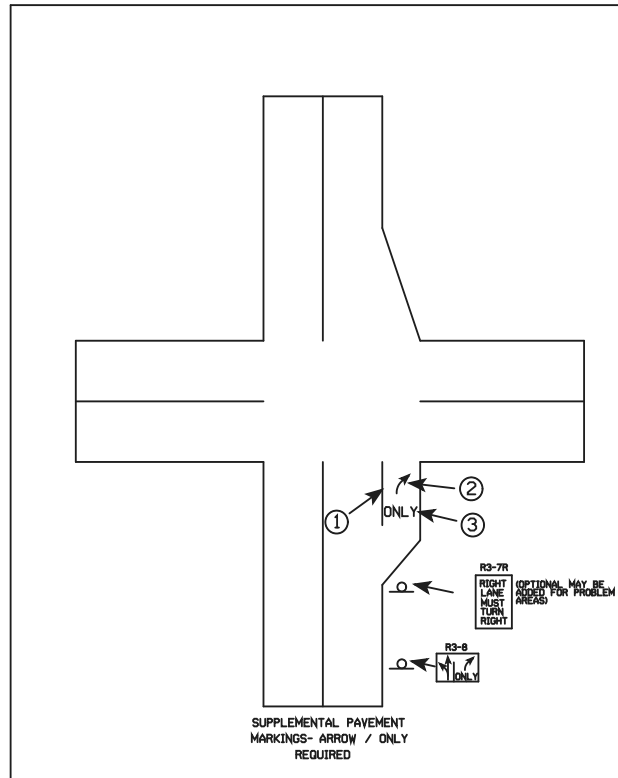 2
1
ONLY
3
R3-7R
RIGHT
LANE
MUST
TURN
RIGHT
(OPTIONAL MAY BE
ADDED FOR PROBLEM
AREAS)
R3-8
ONLY
SUPPLEMENTAL PAVEMENT
MARKINGS- ARROW / ONLY
REQUIRED